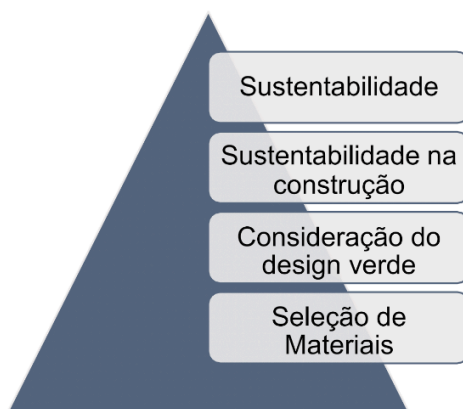 Sustentabilidade
Sustentabilidade na
construção
Consideração do
design verde
Seleção de
Materiais